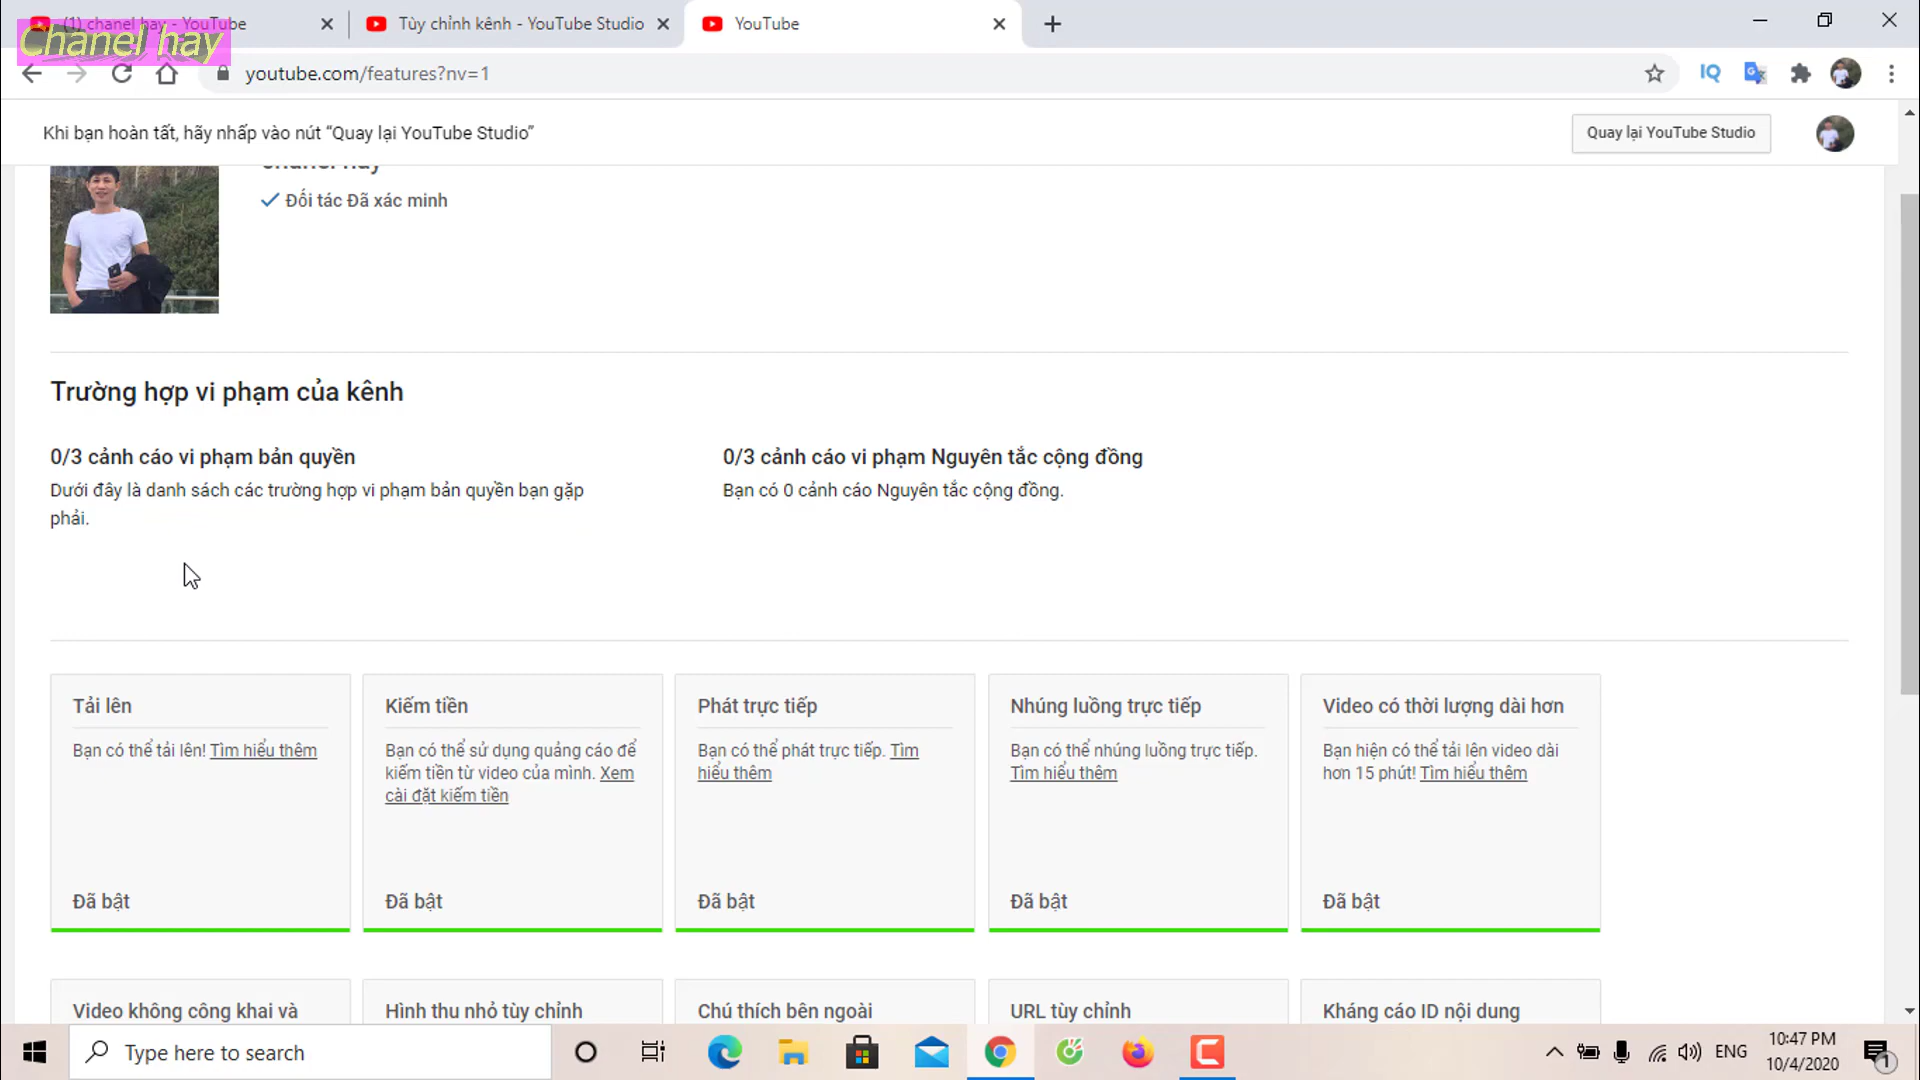 (1) chanel hay - YouTube
Chanel hay
Tùy chỉnh kênh - YouTube Studio
YouTube
youtube.com/features?nv=1
IQ
Khi bạn hoàn tất, hãy nhấp vào nút “Quay lại YouTube Studio”
Quay lại YouTube Studio
chanel hay
Đối tác Đã xác minh
Trường hợp vi phạm của kênh
0/3 cảnh cáo vi phạm bản quyền
Dưới đây là danh sách các trường hợp vi phạm bản quyền bạn gặp
phải.
0/3 cảnh cáo vi phạm Nguyên tắc cộng đồng
Bạn có 0 cảnh cáo Nguyên tắc cộng đồng.
Tải lên
Bạn có thể tải lên! Tìm hiểu thêm
Đã bật
Kiếm tiền
Bạn có thể sử dụng quảng cáo để
kiếm tiền từ video của mình. Xem
cài đặt kiếm tiền
Đã bật
Phát trực tiếp
Bạn có thể phát trực tiếp. Tìm
hiểu thêm
Đã bật
Nhúng luồng trực tiếp
Bạn có thể nhúng luồng trực tiếp.
Tìm hiểu thêm
Đã bật
Video có thời lượng dài hơn
Bạn hiện có thể tải lên video dài
hơn 15 phút! Tìm hiểu thêm
Đã bật
Video không công khai và
Hình thu nhỏ tùy chỉnh
Chú thích bên ngoài
URL tùy chỉnh
Kháng cáo ID nội dung
Type here to search
ENG
10:47 PM
10/4/2020
1